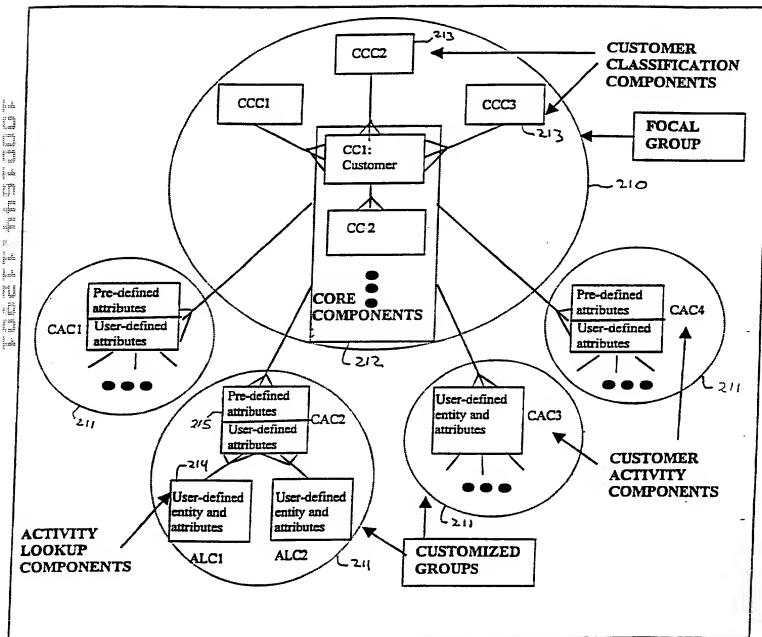 213
CCC2
CUSTOMER
CLASSIFICATION
COMPONENTS
CCC1
CCC3
213
FOCAL
GROUP
CC1:
Customer
210
CC 2
CORE
COMPONENTS
212
Pre-defined
attributes
User-defined
attributes
CAC1
211
Pre-defined
attributes
User-defined
attributes
CAC4
211
Pre-defined
attributes
User-defined
attributes
CAC2
215
User-defined
entity and
attributes
CAC3
211
CUSTOMER
ACTIVITY
COMPONENTS
214
User-defined
entity and
attributes
ALC1
User-defined
entity and
attributes
ALC2
211
ACTIVITY
LOOKUP
COMPONENTS
CUSTOMIZED
GROUPS